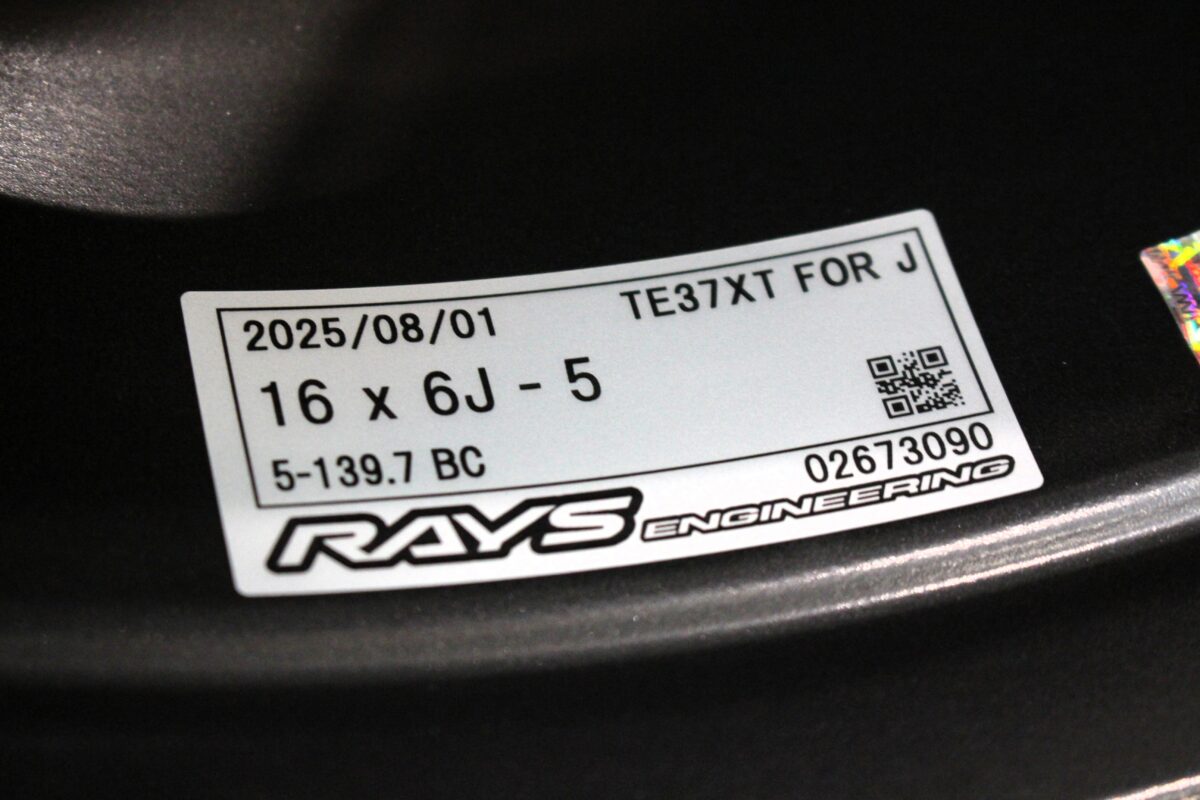 2025/08/01 TE37XT FOR J
16 x 6J - 5
5-139.7 BC 02673090
RAYS ENGINEERING